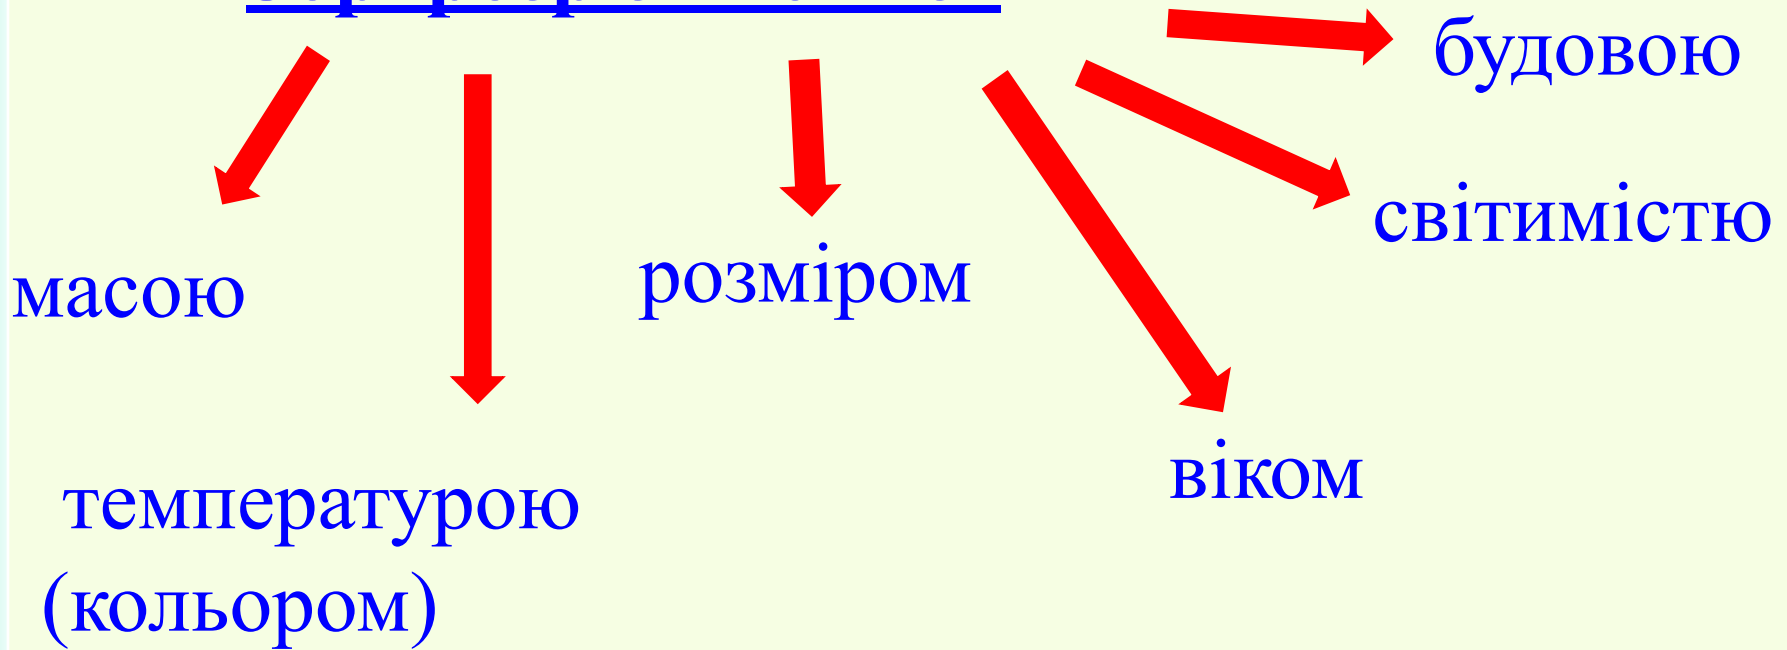 будовою
світимістю
масою
розміром
віком
температурою
(кольором)